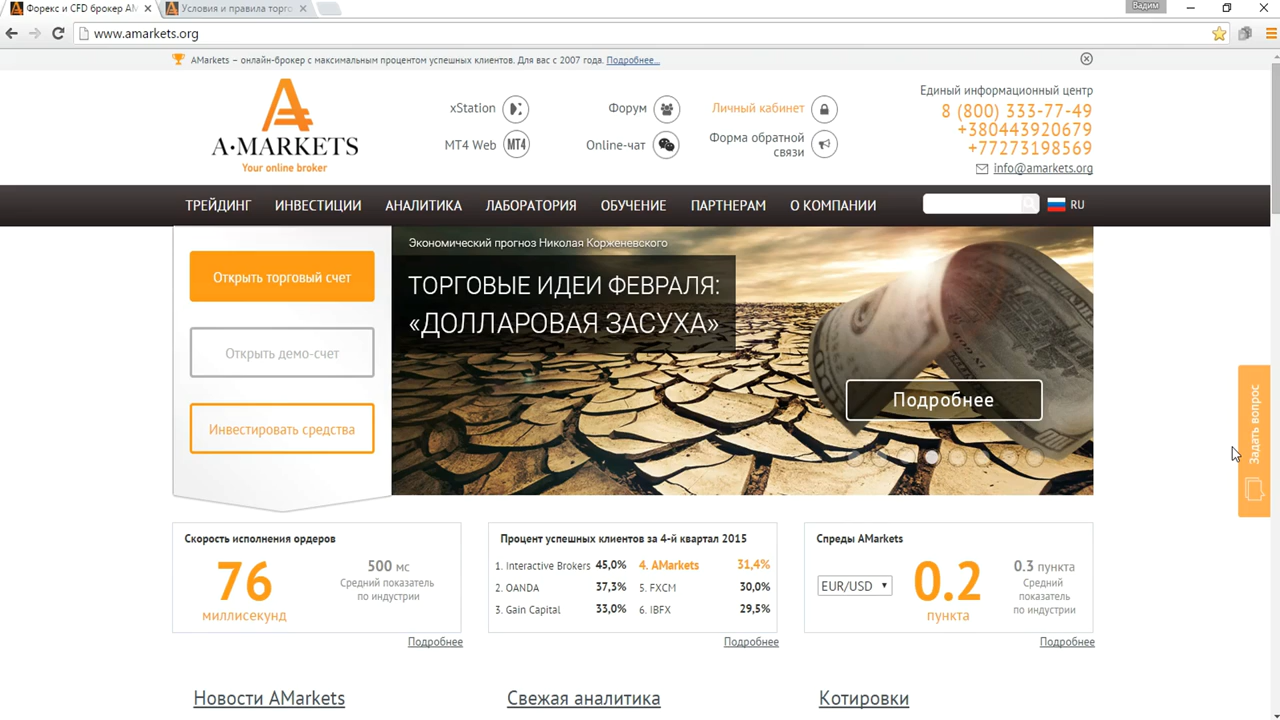 Форекс и CFD брокер AM
Условия и правила торго
Вадим
www.amarkets.org
AMarkets – онлайн-брокер с максимальным процентом успешных клиентов. Для вас с 2007 года. Подробнее...
A·MARKETS
Your online broker
xStation
MT4 Web
MT4
Форум
Online-чат
Личный кабинет
Форма обратной
связи
Единый информационный центр
8 (800) 333-77-49
+380443920679
+77273198569
info@amarkets.org
ТРЕЙДИНГ ИНВЕСТИЦИИ АНАЛИТИКА ЛАБОРАТОРИЯ ОБУЧЕНИЕ ПАРТНЕРАМ О КОМПАНИИ RU
Открыть торговый счет
Открыть демо-счет
Инвестировать средства
Экономический прогноз Николая Корженевского
ТОРГОВЫЕ ИДЕИ ФЕВРАЛЯ:
«ДОЛЛАРОВАЯ ЗАСУХА»
Подробнее
Задать вопрос
Скорость исполнения ордеров
76
миллисекунд
500 мс
Средний показатель
по индустрии
Подробнее
Процент успешных клиентов за 4-й квартал 2015
1. Interactive Brokers 45,0%
2. OANDA 37,3%
3. Gain Capital 33,0%
4. AMarkets 31,4%
5. FXCM 30,0%
6. IBFX 29,5%
Подробнее
Спреды AMarkets
EUR/USD
0.2
пункта
0.3 пункта
Средний
показатель
по индустрии
Подробнее
Новости AMarkets
Свежая аналитика
Котировки